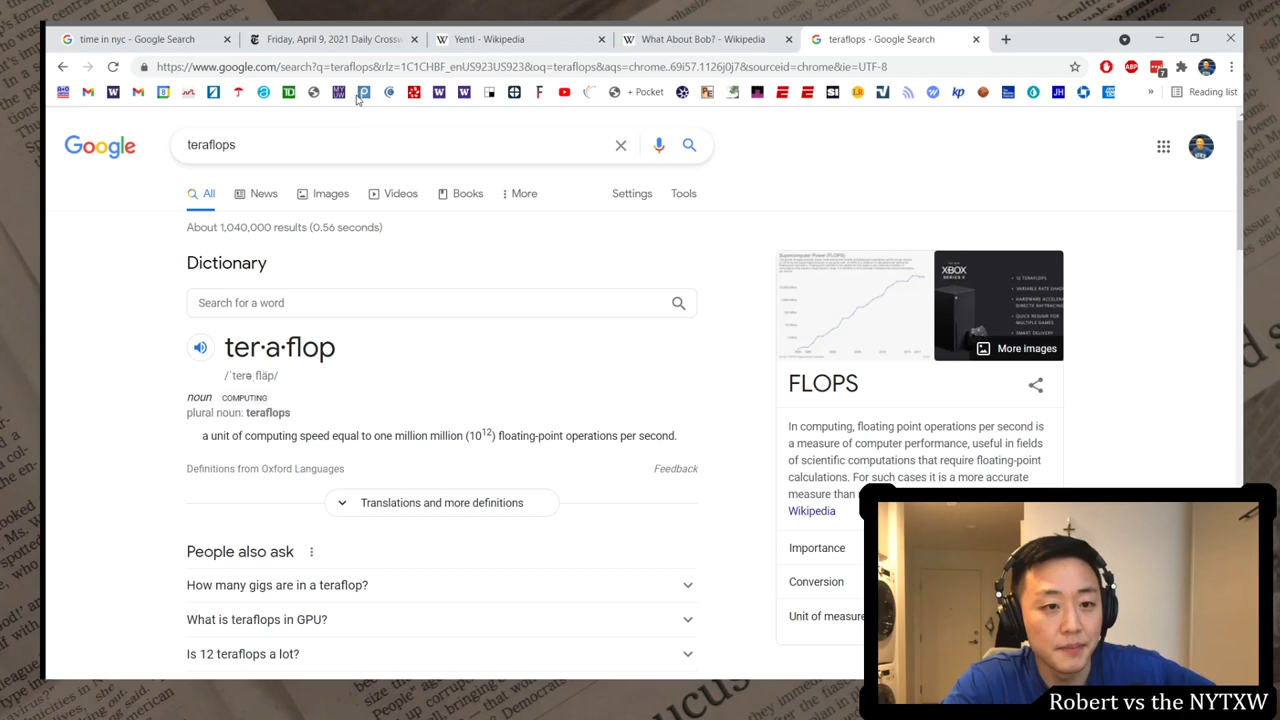 time in nyc - Google Search
Friday, April 9, 2021 Daily Crossw
Yentl - Wikipedia
What About Bob? - Wikipedia
teraflops - Google Search
https://www.google.com/search?q=teraflops&rlz=1C1CHBF_enUS923US923&oq=teraflops&aqs=chrome..69i57.1126j0j7&sourceid=chrome&ie=UTF-8
+ Pocket
kp
JH
» Reading list
Google
teraflops
All
News
Images
Videos
Books
More
Settings
Tools
About 1,040,000 results (0.56 seconds)
Dictionary
Search for a word
noun COMPUTING
plural noun: teraflops
a unit of computing speed equal to one million million (10¹²) floating-point operations per second.
Definitions from Oxford Languages
Feedback
Translations and more definitions
People also ask
How many gigs are in a teraflop?
What is teraflops in GPU?
Is 12 teraflops a lot?
Supercomputer Power (FLOPS)
XBOX
12 TERAFLOPS
More images
FLOPS
In computing, floating point operations per second is
a measure of computer performance, useful in fields
of scientific computations that require floating-point
calculations. For such cases it is a more accurate
measure than
Wikipedia
Importance
Conversion
Unit of measure
Robert vs the NYTXW